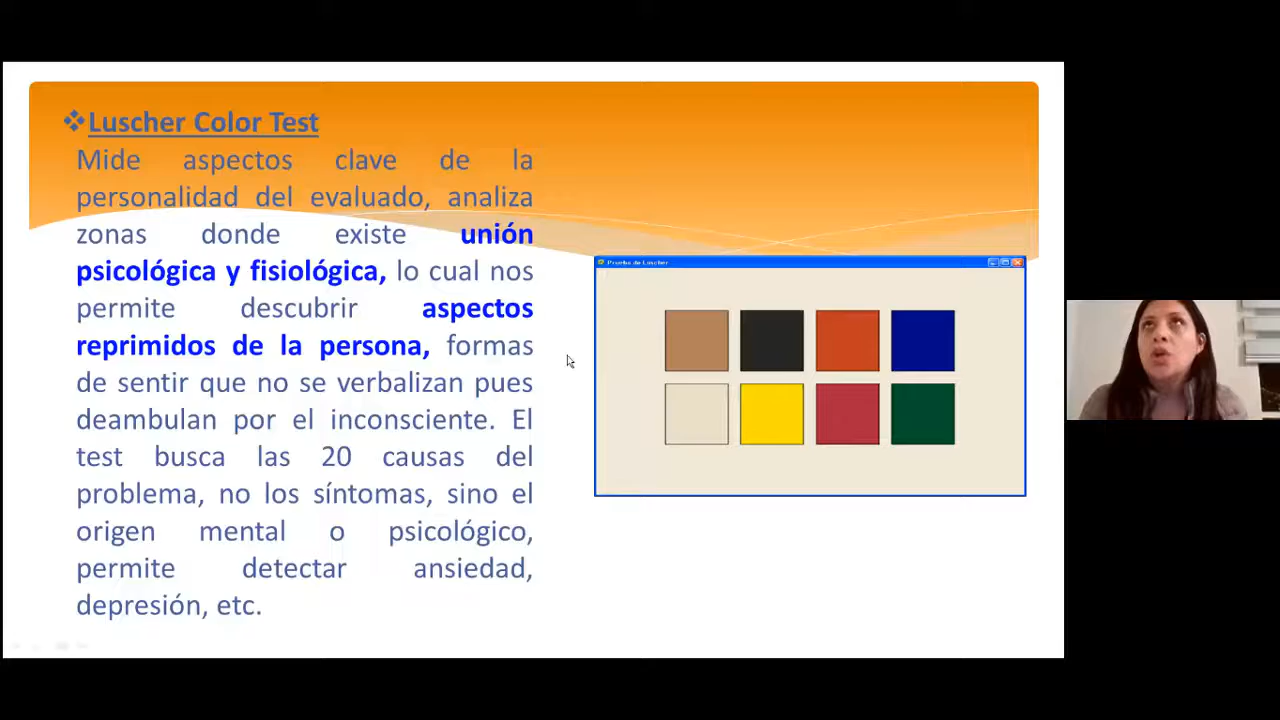 Luscher Color Test
Mide aspectos clave de la
personalidad del evaluado, analiza
zonas donde existe unión
psicológica y fisiológica, lo cual nos
permite descubrir aspectos
reprimidos de la persona, formas
de sentir que no se verbalizan pues
deambulan por el inconsciente. El
test busca las 20 causas del
problema, no los síntomas, sino el
origen mental o psicológico,
permite detectar ansiedad,
depresión, etc.
Prueba de Luscher